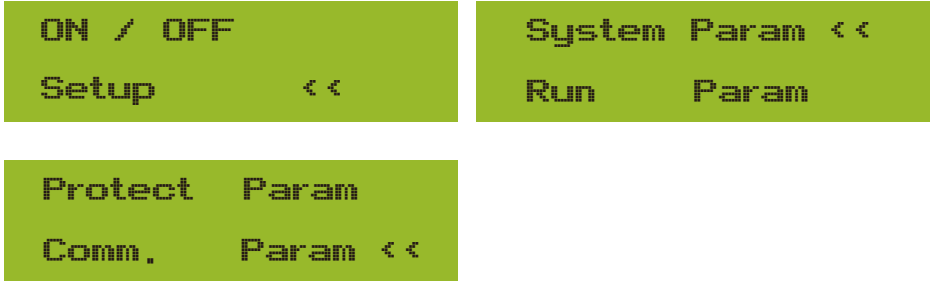 ON / OFF
Setup <<
System Param <<
Run Param
Protect Param
Comm. Param <<